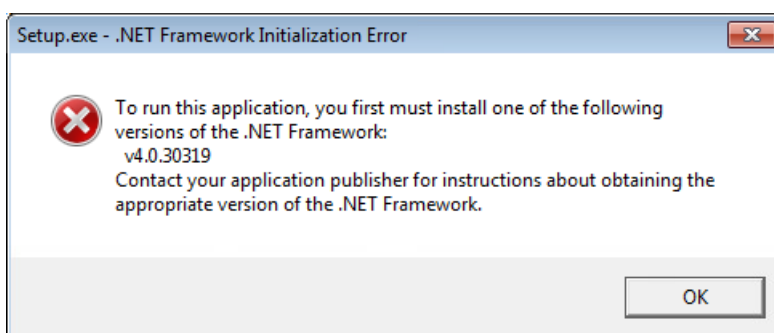 Setup.exe - .NET Framework Initialization Error
To run this application, you first must install one of the following
versions of the .NET Framework:
v4.0.30319
Contact your application publisher for instructions about obtaining the
appropriate version of the .NET Framework.
OK